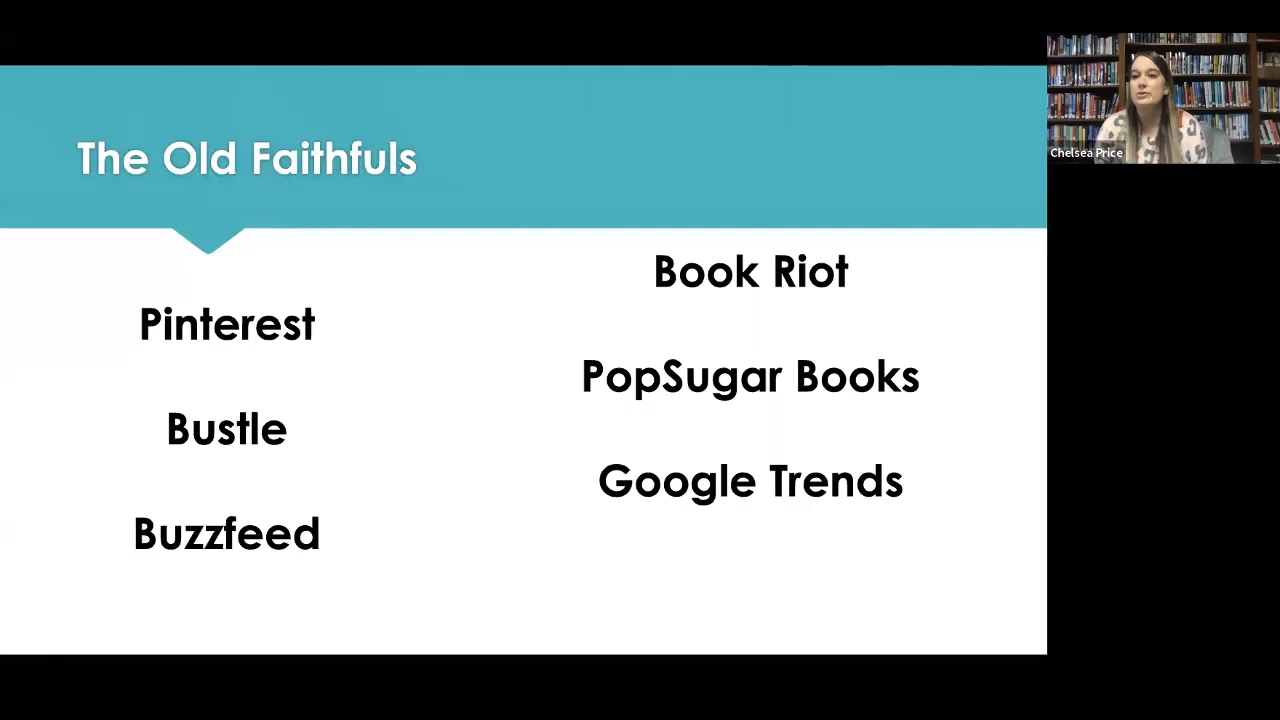 The Old Faithfuls
Pinterest
Bustle
Buzzfeed
Book Riot
PopSugar Books
Google Trends
Chelsea Price